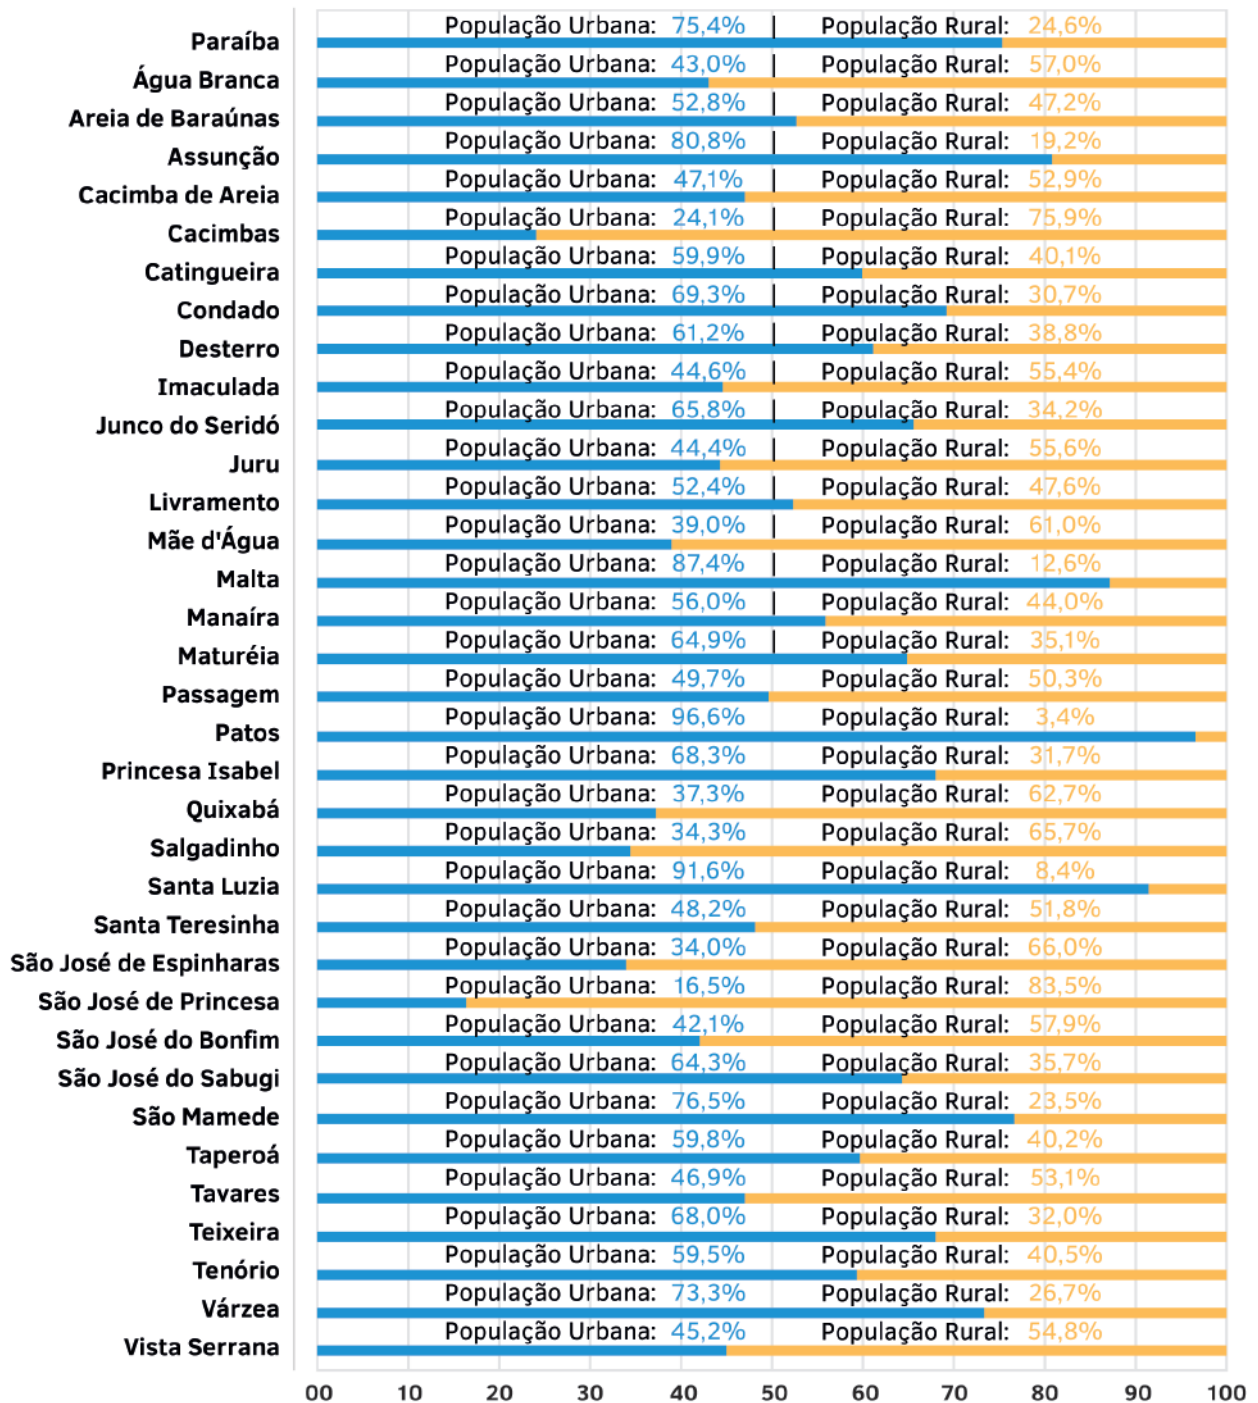 População Urbana: 75,4% | População Rural: 24,6%
Paraíba
População Urbana: 43,0% | População Rural: 57,0%
Água Branca
População Urbana: 52,8% | População Rural: 47,2%
Areia de Baraúnas
População Urbana: 80,8% | População Rural: 19,2%
Assunção
População Urbana: 47,1% | População Rural: 52,9%
Cacimba de Areia
População Urbana: 24,1% | População Rural: 75,9%
Cacimbas
População Urbana: 59,9% | População Rural: 40,1%
Catingueira
População Urbana: 69,3% | População Rural: 30,7%
Condado
População Urbana: 61,2% | População Rural: 38,8%
Desterro
População Urbana: 44,6% | População Rural: 55,4%
Imaculada
População Urbana: 65,8% | População Rural: 34,2%
Junco do Seridó
População Urbana: 44,4% | População Rural: 55,6%
Juru
População Urbana: 52,4% | População Rural: 47,6%
Livramento
População Urbana: 39,0% | População Rural: 61,0%
Mãe d'Água
População Urbana: 87,4% | População Rural: 12,6%
Malta
População Urbana: 56,0% | População Rural: 44,0%
Manaíra
População Urbana: 64,9% | População Rural: 35,1%
Maturéia
População Urbana: 49,7% População Rural: 50,3%
Passagem
População Urbana: 96,6% População Rural: 3,4%
Patos
População Urbana: 68,3% População Rural: 31,7%
Princesa Isabel
População Urbana: 37,3% População Rural: 62,7%
Quixabá
População Urbana: 34,3% População Rural: 65,7%
Salgadinho
População Urbana: 91,6% População Rural: 8,4%
Santa Luzia
População Urbana: 48,2% População Rural: 51,8%
Santa Teresinha
População Urbana: 34,0% População Rural: 66,0%
São José de Espinharas
População Urbana: 16,5% População Rural: 83,5%
São José de Princesa
População Urbana: 42,1% População Rural: 57,9%
São José do Bonfim
População Urbana: 64,3% População Rural: 35,7%
São José do Sabugi
População Urbana: 76,5% População Rural: 23,5%
São Mamede
População Urbana: 59,8% População Rural: 40,2%
Taperoá
População Urbana: 46,9% População Rural: 53,1%
Tavares
População Urbana: 68,0% População Rural: 32,0%
Teixeira
População Urbana: 59,5% População Rural: 40,5%
Tenório
População Urbana: 73,3% População Rural: 26,7%
Várzea
População Urbana: 45,2% População Rural: 54,8%
Vista Serrana
00 10 20 30 40 50 60 70 80 90 100